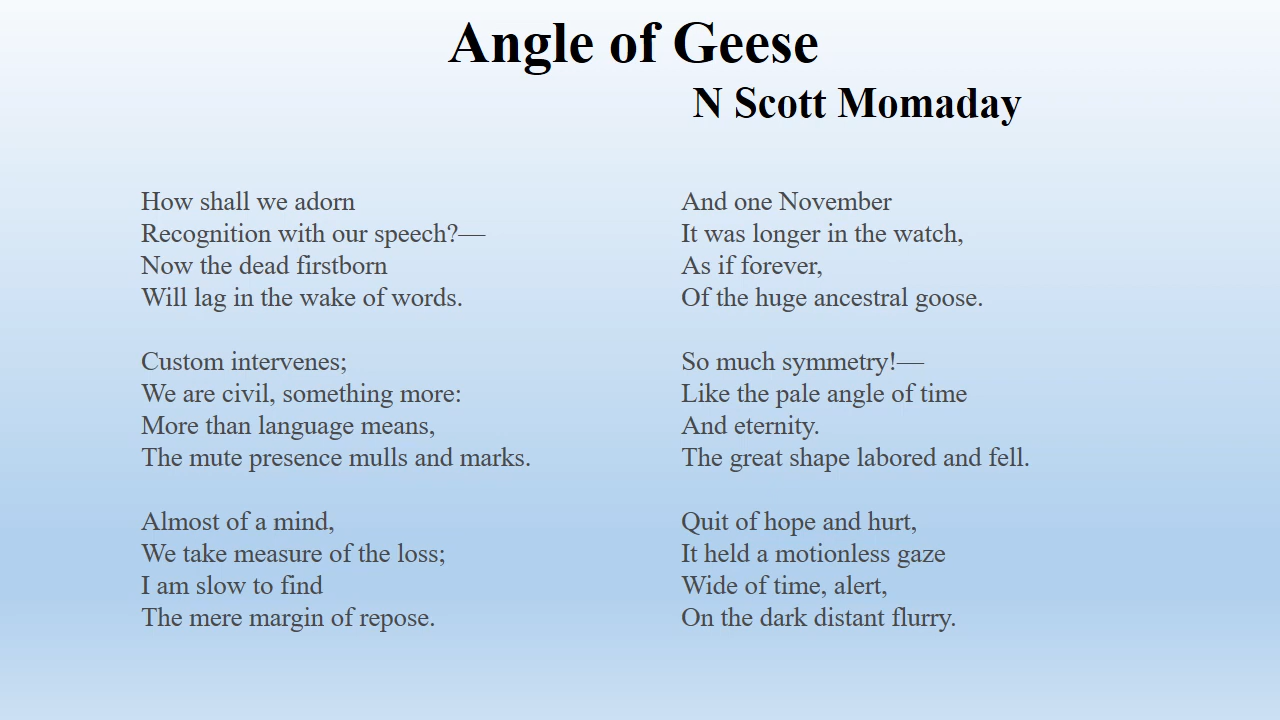 Angle of Geese
N Scott Momaday
How shall we adorn
Recognition with our speech?—
Now the dead firstborn
Will lag in the wake of words.
Custom intervenes;
We are civil, something more:
More than language means,
The mute presence mulls and marks.
Almost of a mind,
We take measure of the loss;
I am slow to find
The mere margin of repose.
And one November
It was longer in the watch,
As if forever,
Of the huge ancestral goose.
So much symmetry!—
Like the pale angle of time
And eternity.
The great shape labored and fell.
Quit of hope and hurt,
It held a motionless gaze
Wide of time, alert,
On the dark distant flurry.